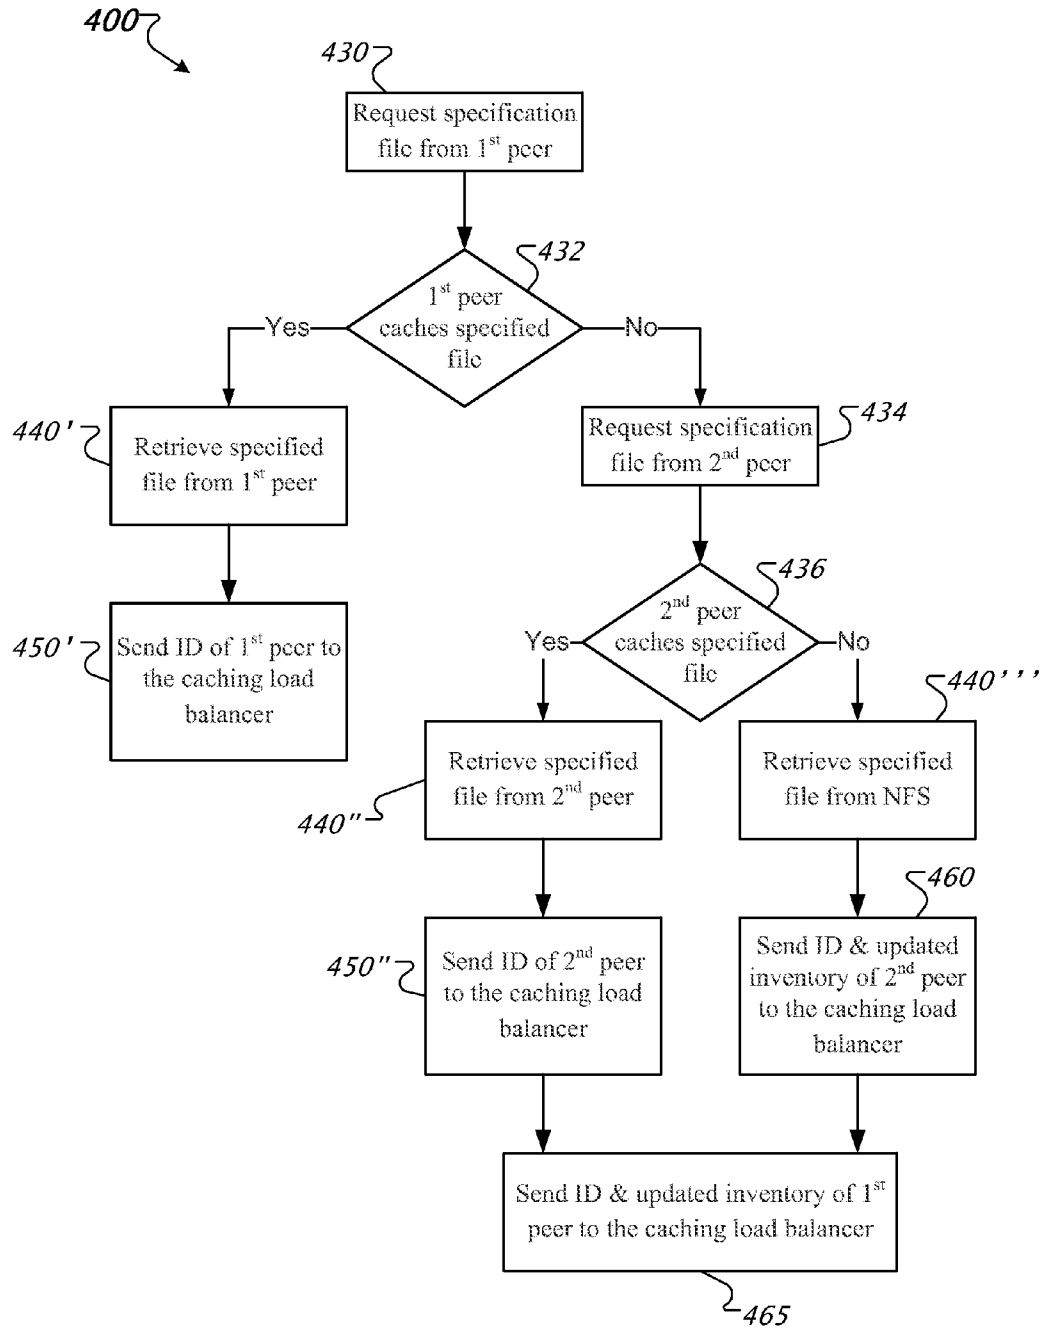 400
430
Request specification
file from 1st peer
432
1st peer
caches specified
file
Yes
No
440'
Retrieve specified
file from 1st peer
434
Request specification
file from 2nd peer
450'
Send ID of 1st peer to
the caching load
balancer
436
2nd peer
caches specified
file
Yes
No
440'''
440"
Retrieve specified
file from 2nd peer
Retrieve specified
file from NFS
460
450"
Send ID of 2nd peer
to the caching load
balancer
Send ID & updated
inventory of 2nd peer
to the caching load
balancer
Send ID & updated inventory of 1st
peer to the caching load balancer
465